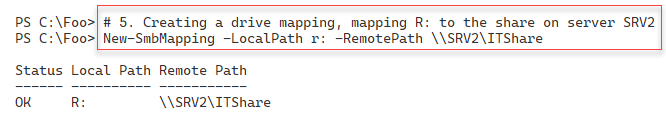 PS C:\Foo> # 5. Creating a drive mapping, mapping R: to the share on server SRV2
PS C:\Foo> New-SmbMapping -LocalPath r: -RemotePath \\SRV2\ITShare
Status Local Path Remote Path
------ ---------- -----------
OK     R:         \\SRV2\ITShare